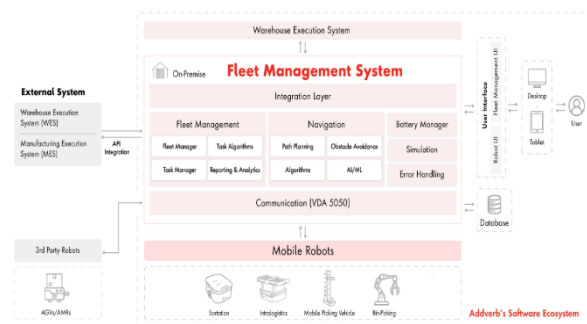 Warehouse Execution System
On-Premise
Fleet Management System
Integration Layer
Fleet Management
Fleet Manager
Task Algorithms
Task Manager
Reporting & Analytics
Navigation
Path Planning
Obstacle Avoidance
Algorithms
AI/ML
Battery Manager
Simulation
Error Handling
Communication (VDA 5050)
Mobile Robots
Sortation
Intralogistics
Mobile Picking Vehicle
Bin-Picking
External System
Warehouse Execution
System (WES)
Manufacturing Execution
System (MES)
API
Integration
3rd Party Robots
AGVs/AMRs
User Interface
Fleet Management UI
Robot UI
Desktop
Tablet
User
Database
Addverb's Software Ecosystem